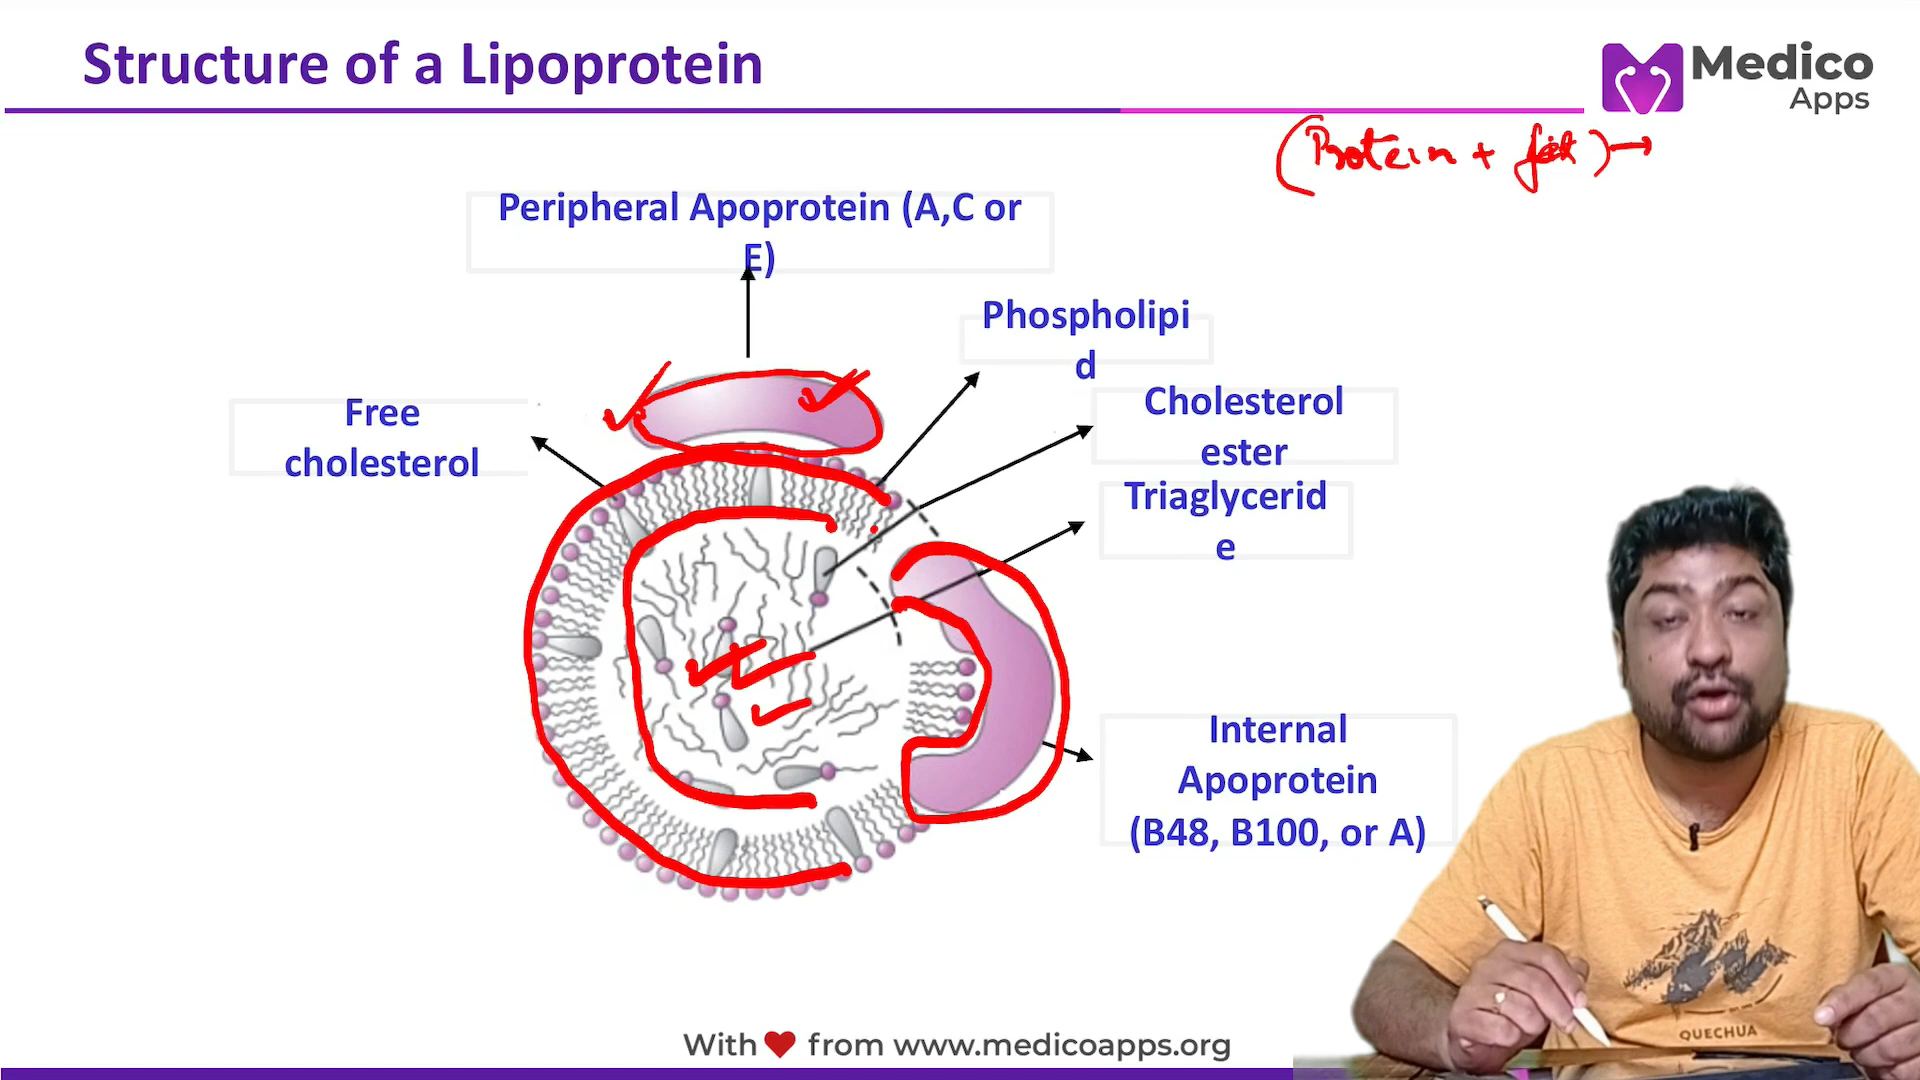 Structure of a Lipoprotein
Medico
Apps
(Protein + fat) →
Peripheral Apoprotein (A,C or
E)
Phospholipi
d
Free
cholesterol
Cholesterol
ester
Triaglycerid
e
Internal
Apoprotein
(B48, B100, or A)
QUECHUA
With ❤ from www.medicoapps.org